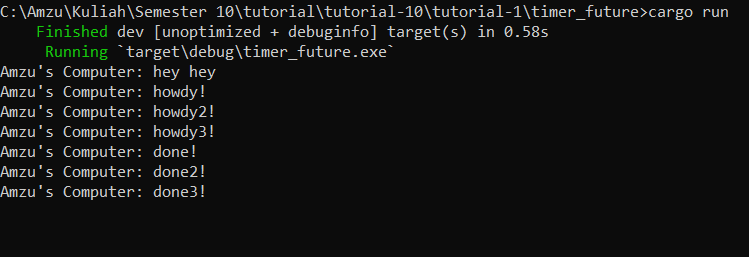 C:\Amzu\Kuliah\Semester 10\tutorial\tutorial-10\tutorial-1\timer_future>cargo run
    Finished dev [unoptimized + debuginfo] target(s) in 0.58s
     Running `target\debug\timer_future.exe`
Amzu's Computer: hey hey
Amzu's Computer: howdy!
Amzu's Computer: howdy2!
Amzu's Computer: howdy3!
Amzu's Computer: done!
Amzu's Computer: done2!
Amzu's Computer: done3!